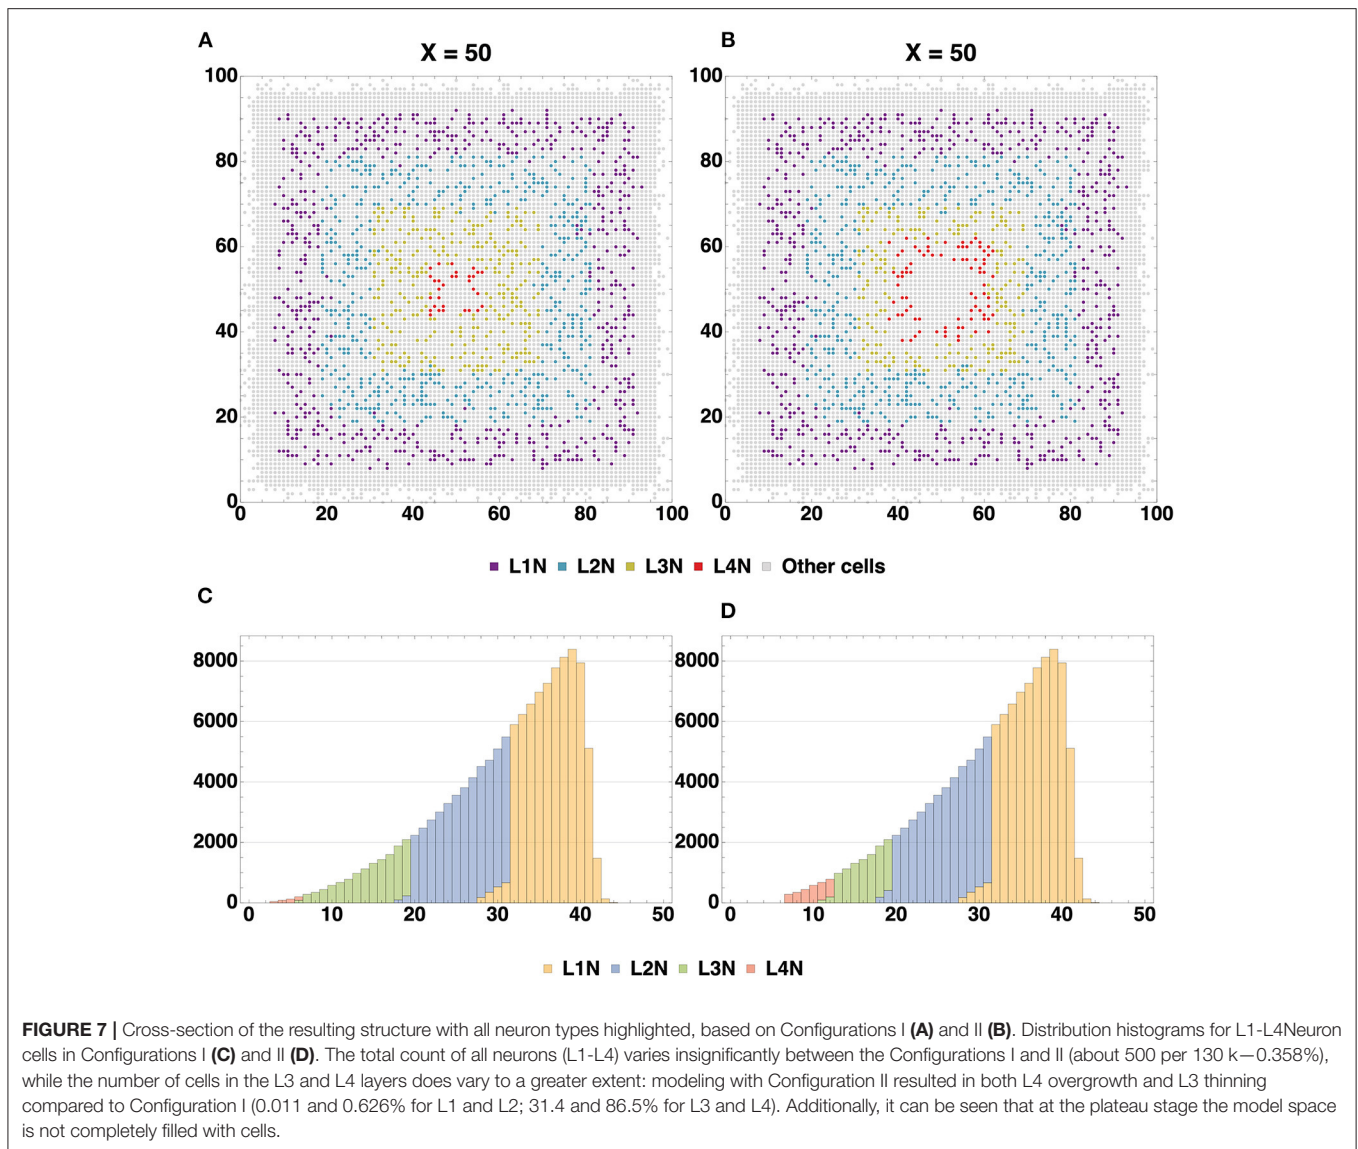 A
X = 50
100
80
60
40
20
0
0 20 40 60 80 100
B
X = 50
100
80
60
40
20
0
0 20 40 60 80 100
L1N L2N L3N L4N Other cells
C
8000
6000
4000
2000
0
0 10 20 30 40 50
D
8000
6000
4000
2000
0
0 10 20 30 40 50
L1N L2N L3N L4N
FIGURE 7 | Cross-section of the resulting structure with all neuron types highlighted, based on Configurations I (A) and II (B). Distribution histograms for L1-L4Neuron
cells in Configurations I (C) and II (D). The total count of all neurons (L1-L4) varies insignificantly between the Configurations I and II (about 500 per 130 k—0.358%),
while the number of cells in the L3 and L4 layers does vary to a greater extent: modeling with Configuration II resulted in both L4 overgrowth and L3 thinning
compared to Configuration I (0.011 and 0.626% for L1 and L2; 31.4 and 86.5% for L3 and L4). Additionally, it can be seen that at the plateau stage the model space
is not completely filled with cells.